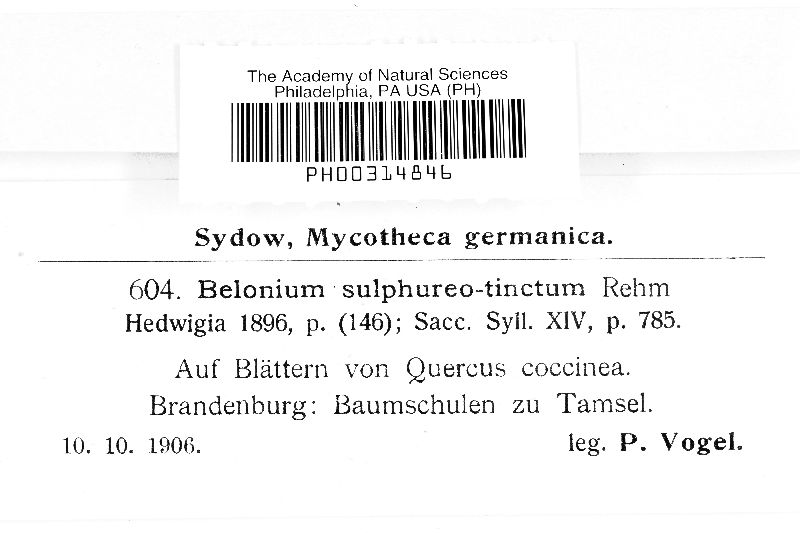 The Academy of Natural Sciences
Philadelphia, PA USA (PH)
PH00314846
Sydow, Mycotheca germanica.
604. Belonium sulphureo-tinctum Rehm
Hedwigia 1896, p. (146); Sacc. Syll. XIV, p. 785.
Auf Blättern von Quercus coccinea.
Brandenburg: Baumschulen zu Tamsel.
10. 10. 1906. leg. P. Vogel.